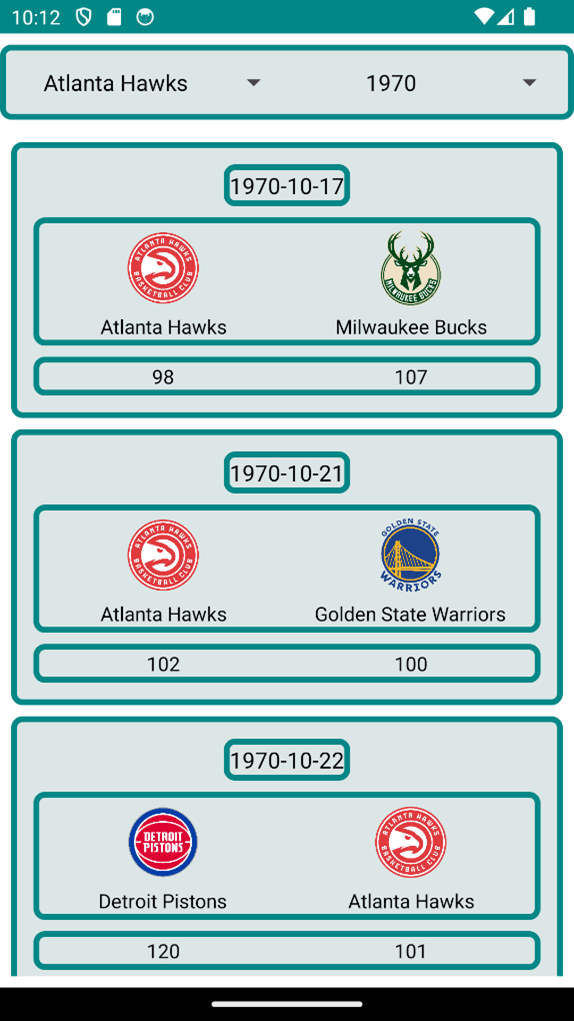 10:12
Atlanta Hawks 1970
1970-10-17
ATLANTA HAWKS
BASKETBALL CLUB
MILWAUKEE BUCKS
Atlanta Hawks Milwaukee Bucks
98 107
1970-10-21
ATLANTA HAWKS
BASKETBALL CLUB
GOLDEN STATE
WARRIORS
Atlanta Hawks Golden State Warriors
102 100
1970-10-22
DETROIT
PISTONS
ATLANTA HAWKS
BASKETBALL CLUB
Detroit Pistons Atlanta Hawks
120 101